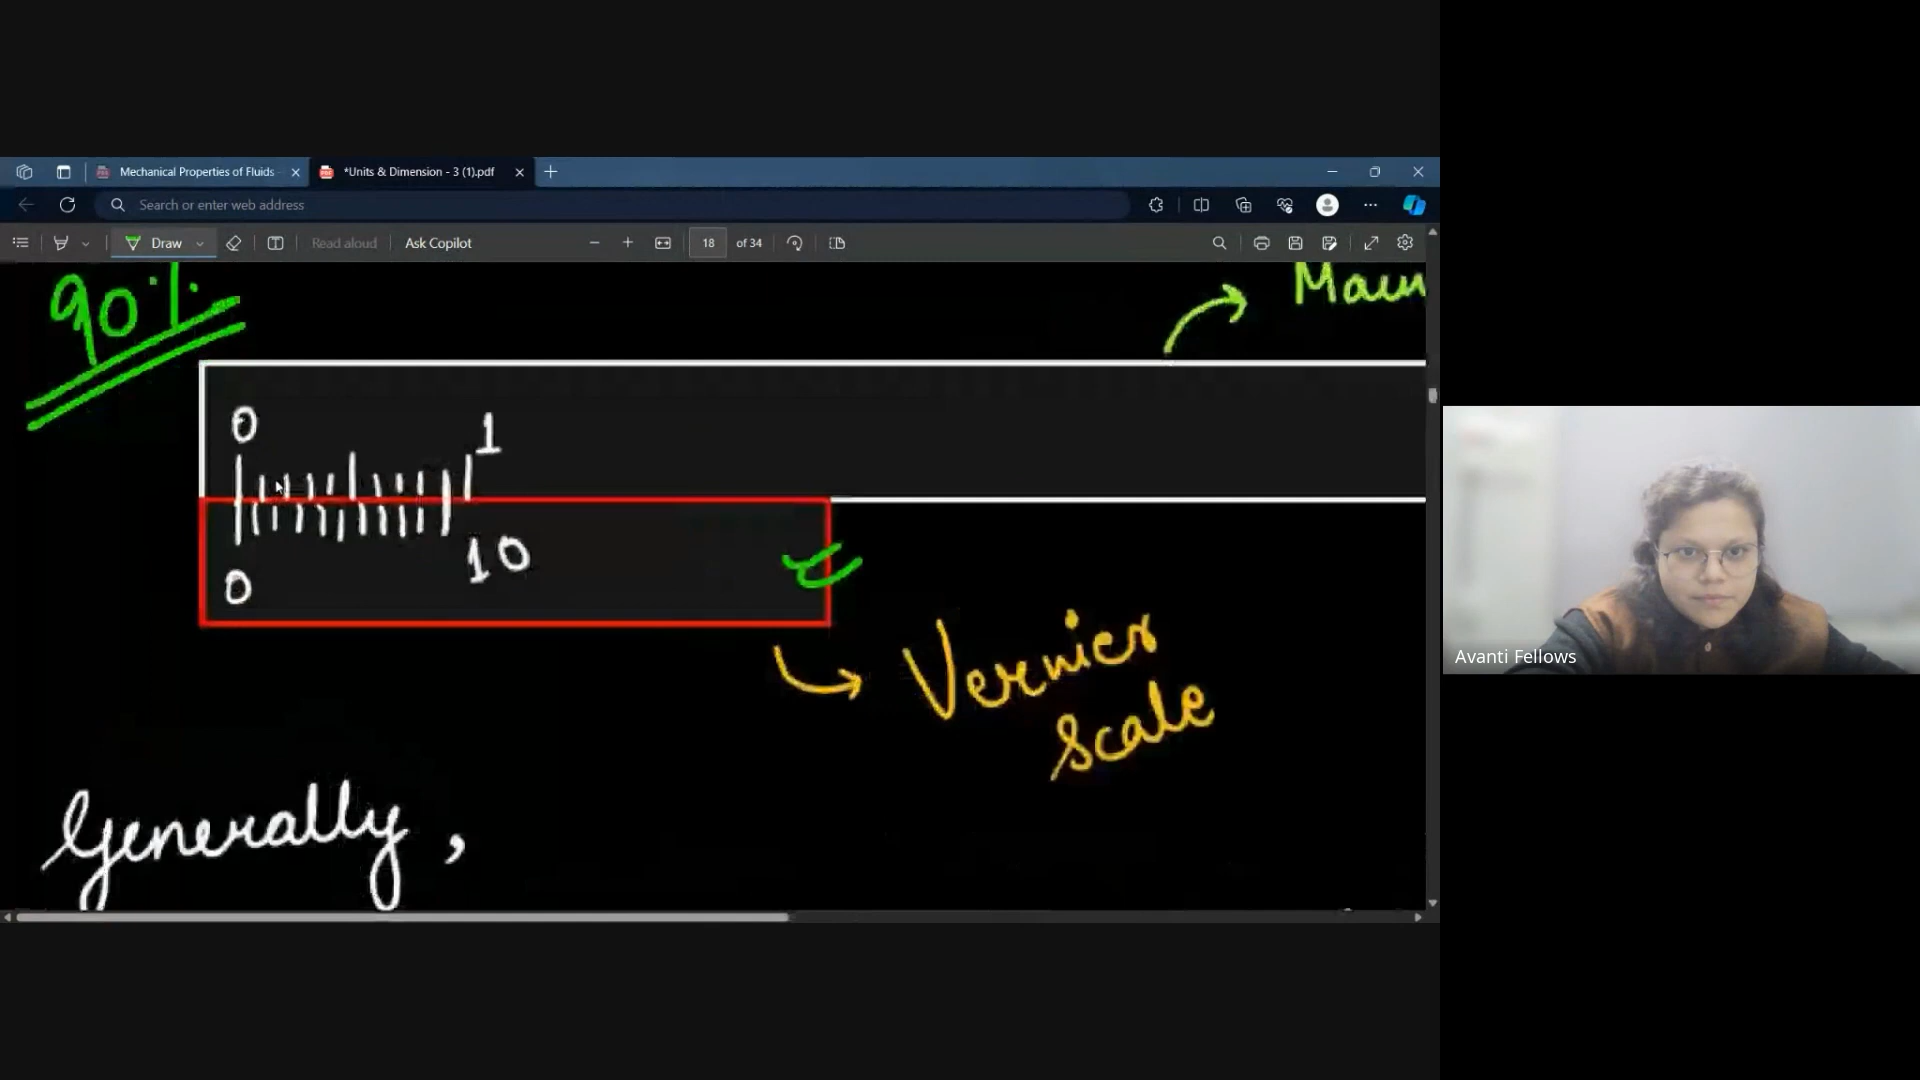 Mechanical Properties of Fluids
*Units & Dimension - 3 (1).pdf
Search or enter web address
Draw
Read aloud
Ask Copilot
18 of 34
90%
Main
0 1
0 10
Vernier
Scale
Generally,
Avanti Fellows